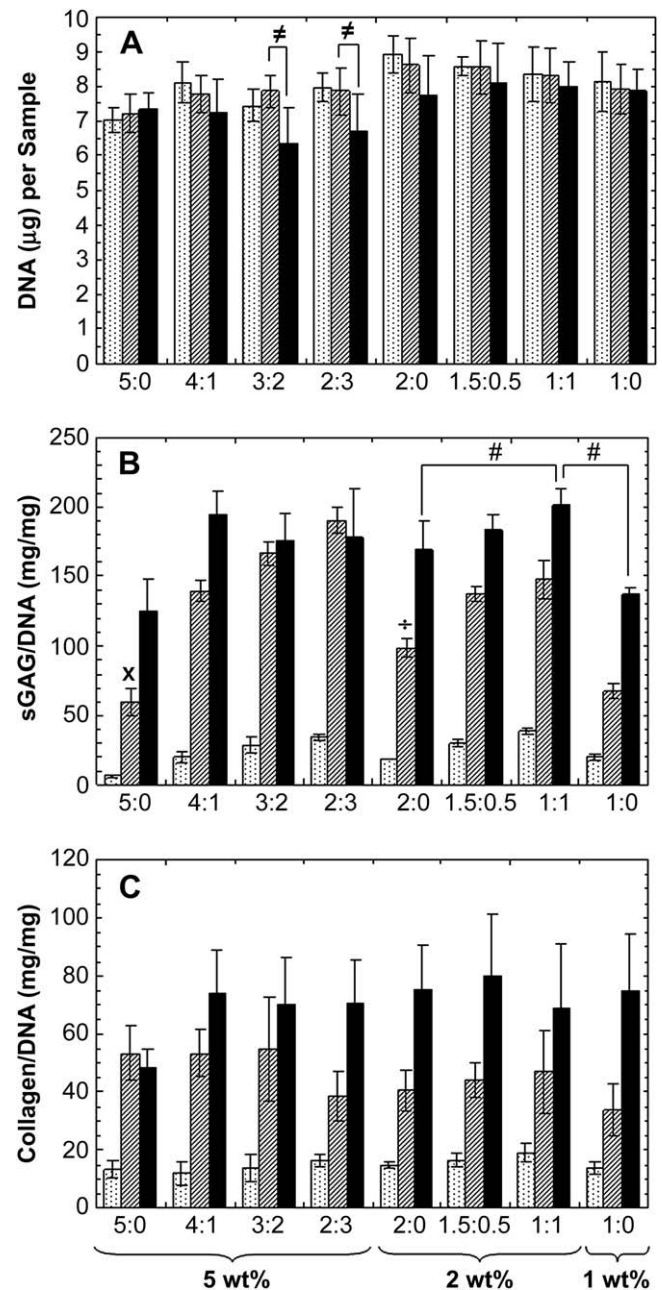 A
DNA (µg) per Sample
10
9
8
7
6
5
4
3
2
1
0
≠
≠
5:0 4:1 3:2 2:3 2:0 1.5:0.5 1:1 1:0
B
sGAG/DNA (mg/mg)
250
200
150
100
50
0
x
÷
#
#
5:0 4:1 3:2 2:3 2:0 1.5:0.5 1:1 1:0
C
Collagen/DNA (mg/mg)
120
100
80
60
40
20
0
5:0 4:1 3:2 2:3 2:0 1.5:0.5 1:1 1:0
5 wt% 2 wt% 1 wt%